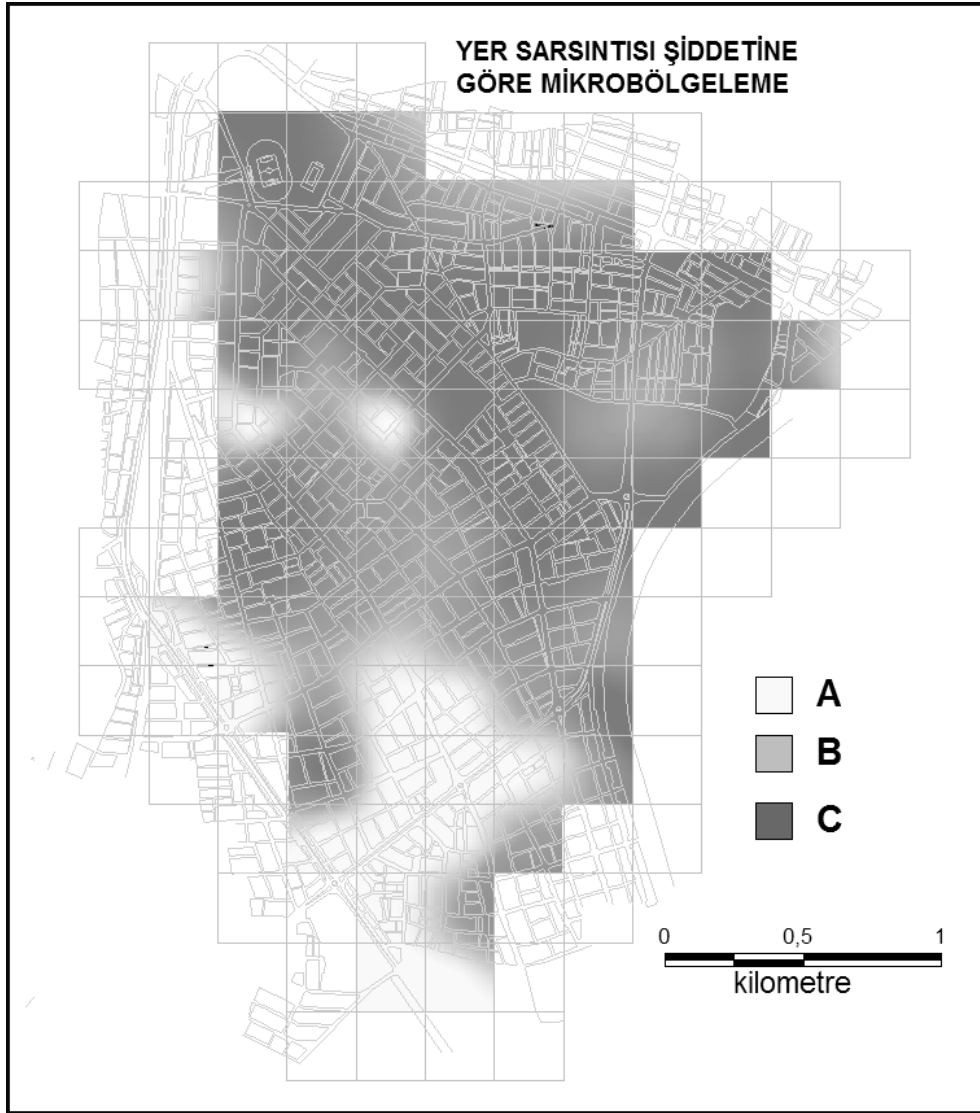 YER SARSINTISI ŞİDDETİNE
GÖRE MİKROBÖLGELEME
A
B
C
0 0,5 1
kilometre